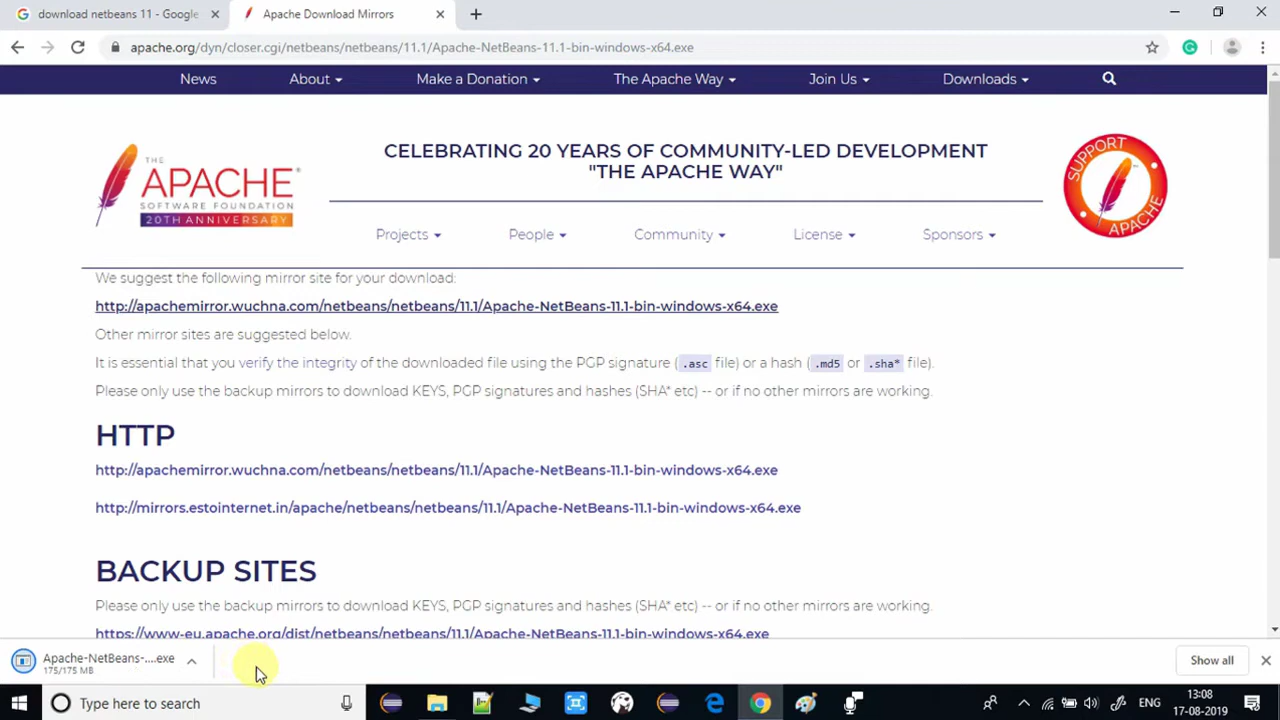 download netbeans 11 - Google
Apache Download Mirrors
apache.org/dyn/closer.cgi/netbeans/netbeans/11.1/Apache-NetBeans-11.1-bin-windows-x64.exe
News About Make a Donation The Apache Way Join Us Downloads
THE
APACHE®
SOFTWARE FOUNDATION
20TH ANNIVERSARY
CELEBRATING 20 YEARS OF COMMUNITY-LED DEVELOPMENT
"THE APACHE WAY"
SUPPORT
APACHE
Projects People Community License Sponsors
We suggest the following mirror site for your download:
http://apachemirror.wuchna.com/netbeans/netbeans/11.1/Apache-NetBeans-11.1-bin-windows-x64.exe
Other mirror sites are suggested below.
It is essential that you verify the integrity of the downloaded file using the PGP signature ( .asc file) or a hash ( .md5 or .sha* file).
Please only use the backup mirrors to download KEYS, PGP signatures and hashes (SHA* etc) -- or if no other mirrors are working.
HTTP
http://apachemirror.wuchna.com/netbeans/netbeans/11.1/Apache-NetBeans-11.1-bin-windows-x64.exe
http://mirrors.estointernet.in/apache/netbeans/netbeans/11.1/Apache-NetBeans-11.1-bin-windows-x64.exe
BACKUP SITES
Please only use the backup mirrors to download KEYS, PGP signatures and hashes (SHA* etc) -- or if no other mirrors are working.
https://www-eu.apache.org/dist/netbeans/netbeans/11.1/Apache-NetBeans-11.1-bin-windows-x64.exe
Apache-NetBeans-....exe
175/175 MB
Show all
Type here to search
ENG
13:08
17-08-2019